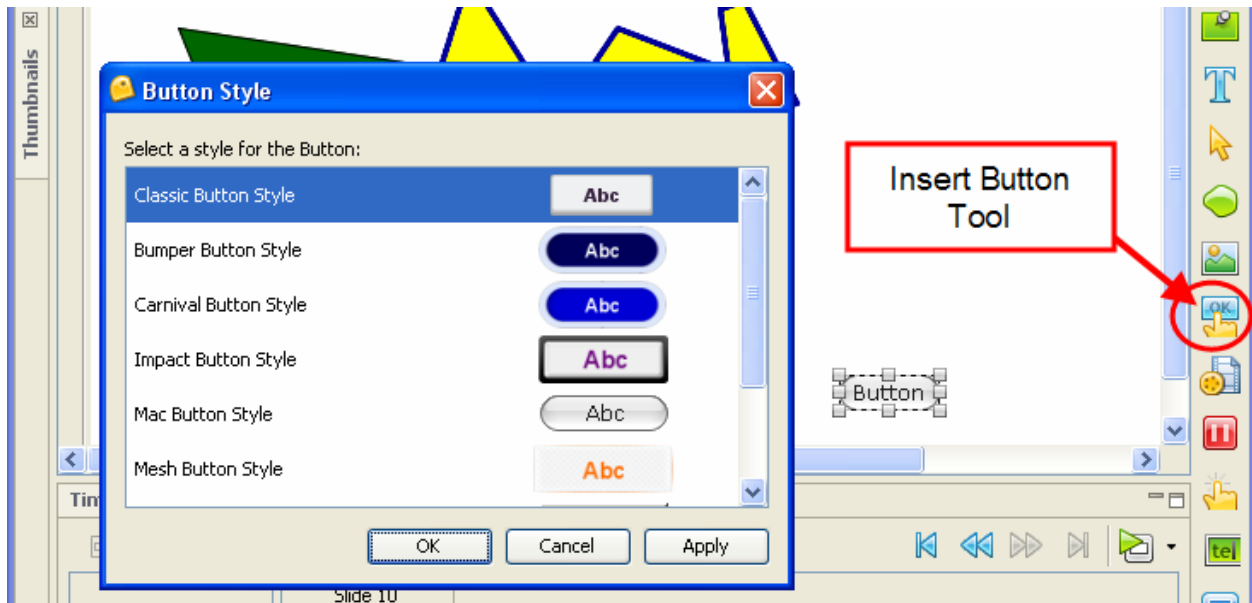 Thumbnails
Button Style
Select a style for the Button:
Classic Button Style
Abc
Bumper Button Style
Abc
Carnival Button Style
Abc
Impact Button Style
Abc
Mac Button Style
Abc
Mesh Button Style
Abc
OK
Cancel
Apply
Insert Button
Tool
T
OK
Button
tel
Tim
Slide 10